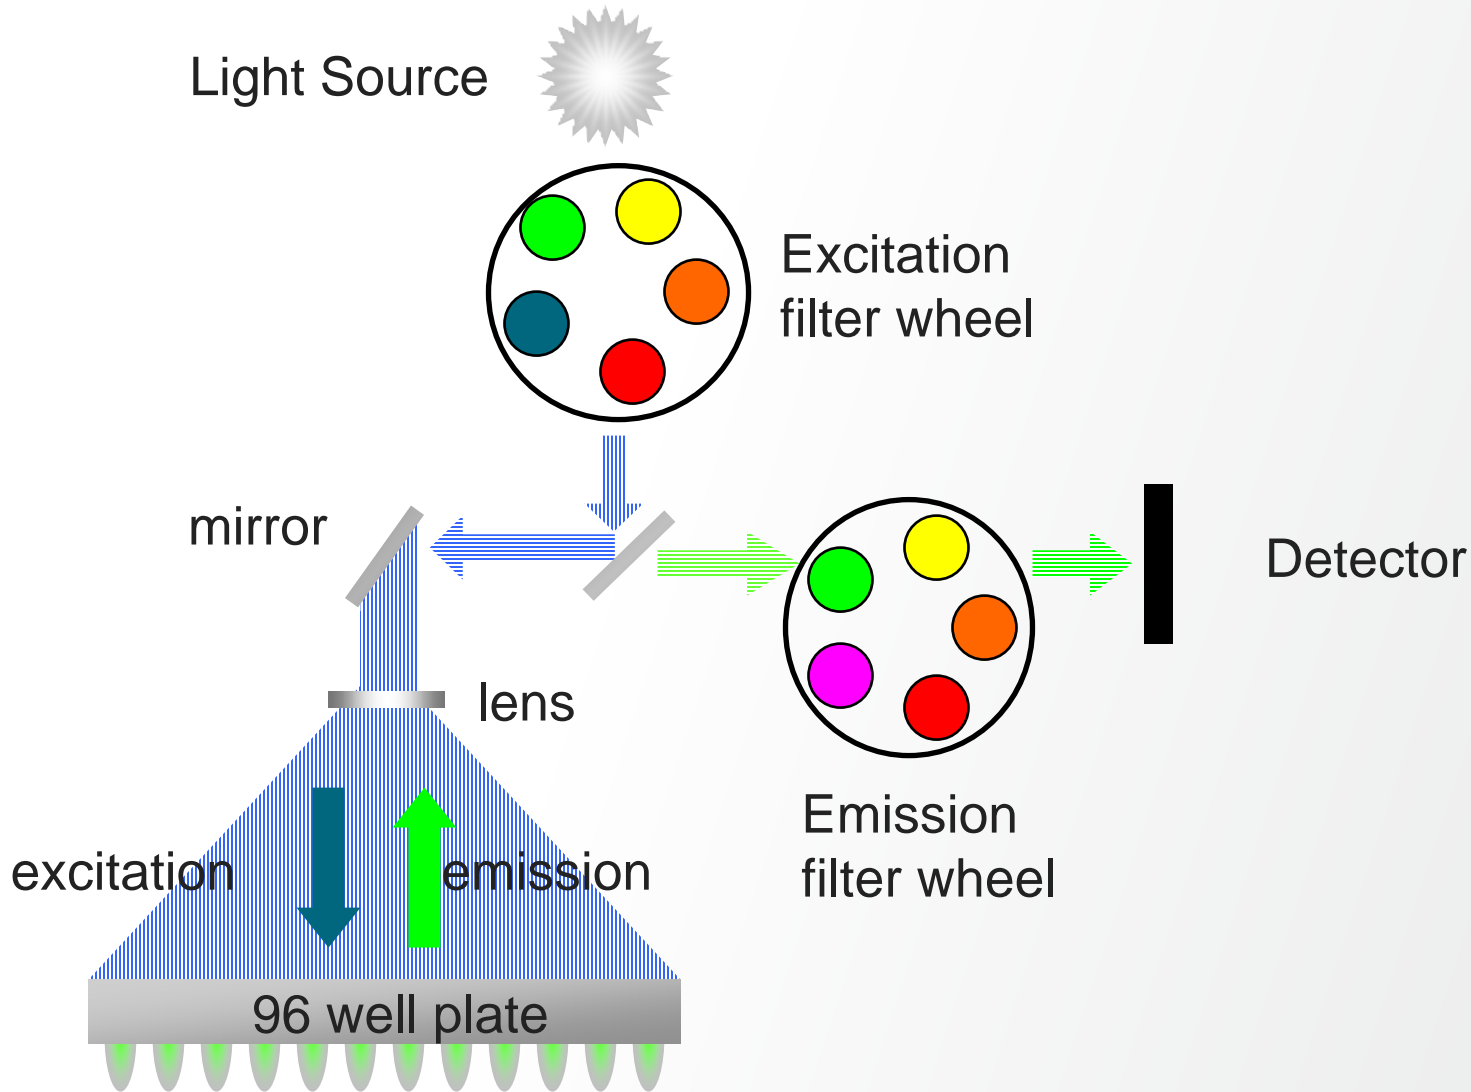 Light Source
Excitation
filter wheel
mirror
Detector
lens
Emission
filter wheel
excitation
emission
96 well plate